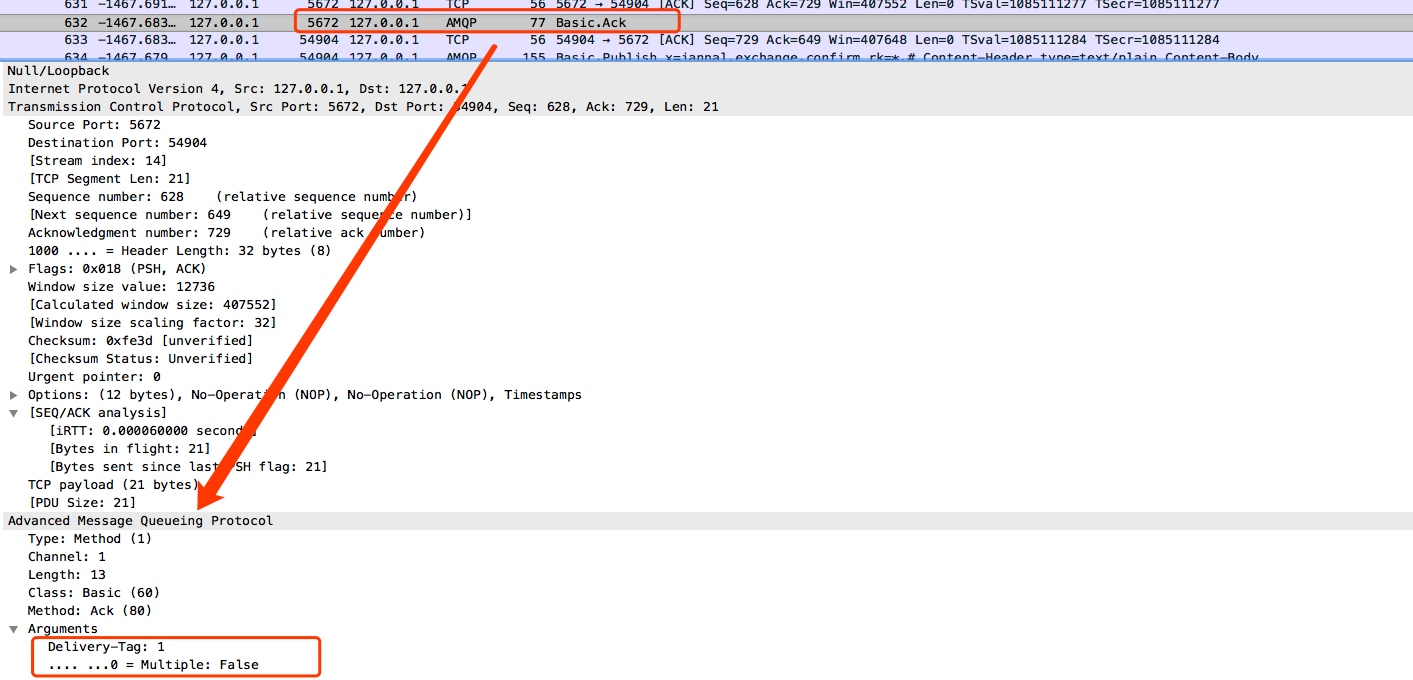 631 -1467.691… 127.0.0.1 5672 127.0.0.1 TCP 56 5672 → 54904 [ACK] Seq=628 Ack=729 Win=407552 Len=0 TSval=1085111277 TSecr=1085111277
632 -1467.683… 127.0.0.1 5672 127.0.0.1 AMQP 77 Basic.Ack
633 -1467.683… 127.0.0.1 54904 127.0.0.1 TCP 56 54904 → 5672 [ACK] Seq=729 Ack=649 Win=407648 Len=0 TSval=1085111284 TSecr=1085111284
634 -1467.679 127.0.0.1 54904 127.0.0.1 AMQP 155 Basic.Publish x=jannal.exchange.confirm rk=*.# Content-Header type=text/plain Content-Body
Null/Loopback
Internet Protocol Version 4, Src: 127.0.0.1, Dst: 127.0.0.1
Transmission Control Protocol, Src Port: 5672, Dst Port: 54904, Seq: 628, Ack: 729, Len: 21
Source Port: 5672
Destination Port: 54904
[Stream index: 14]
[TCP Segment Len: 21]
Sequence number: 628 (relative sequence number)
[Next sequence number: 649 (relative sequence number)]
Acknowledgment number: 729 (relative ack number)
1000 .... = Header Length: 32 bytes (8)
Flags: 0x018 (PSH, ACK)
Window size value: 12736
[Calculated window size: 407552]
[Window size scaling factor: 32]
Checksum: 0xfe3d [unverified]
[Checksum Status: Unverified]
Urgent pointer: 0
Options: (12 bytes), No-Operation (NOP), No-Operation (NOP), Timestamps
[SEQ/ACK analysis]
[iRTT: 0.000060000 seconds]
[Bytes in flight: 21]
[Bytes sent since last PSH flag: 21]
TCP payload (21 bytes)
[PDU Size: 21]
Advanced Message Queueing Protocol
Type: Method (1)
Channel: 1
Length: 13
Class: Basic (60)
Method: Ack (80)
Arguments
Delivery-Tag: 1
.... ...0 = Multiple: False